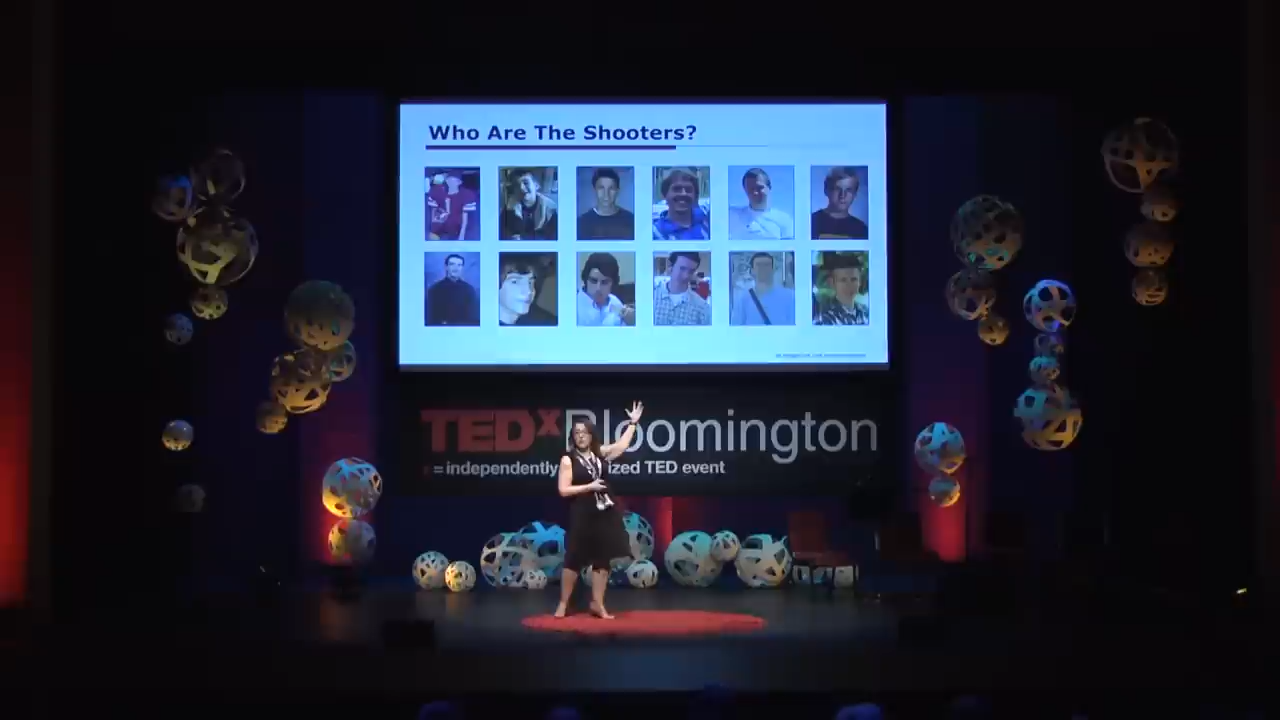 Who Are The Shooters?
TEDx Bloomington
x = independently ized TED event